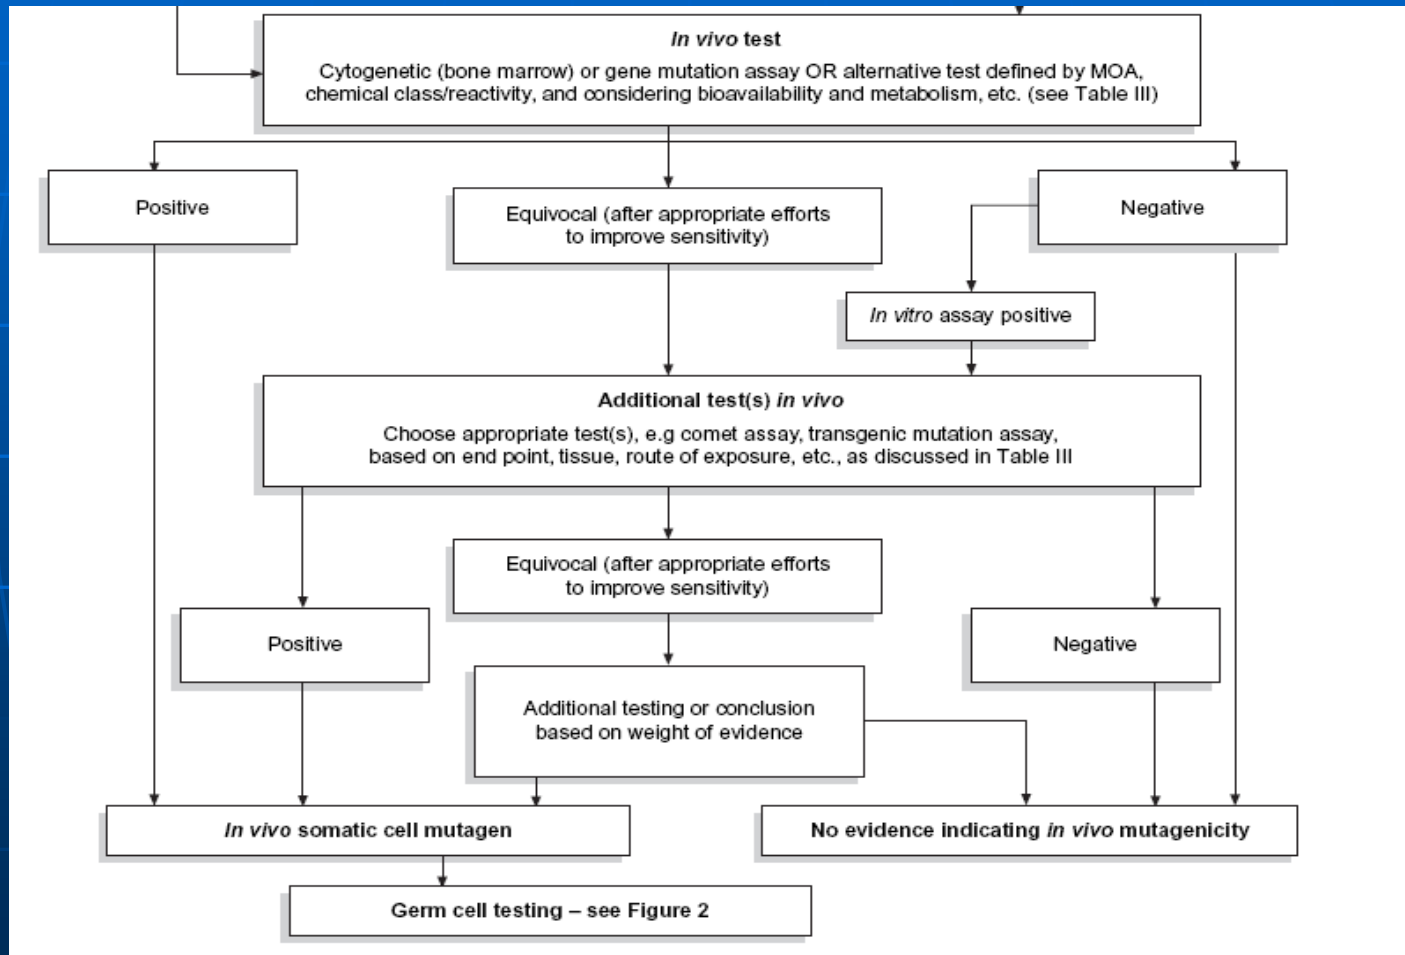 In vivo test
Cytogenetic (bone marrow) or gene mutation assay OR alternative test defined by MOA,
chemical class/reactivity, and considering bioavailability and metabolism, etc. (see Table III)
Positive
Equivocal (after appropriate efforts
to improve sensitivity)
Negative
In vitro assay positive
Additional test(s) in vivo
Choose appropriate test(s), e.g comet assay, transgenic mutation assay,
based on end point, tissue, route of exposure, etc., as discussed in Table III
Equivocal (after appropriate efforts
to improve sensitivity)
Positive
Negative
Additional testing or conclusion
based on weight of evidence
In vivo somatic cell mutagen
No evidence indicating in vivo mutagenicity
Germ cell testing – see Figure 2